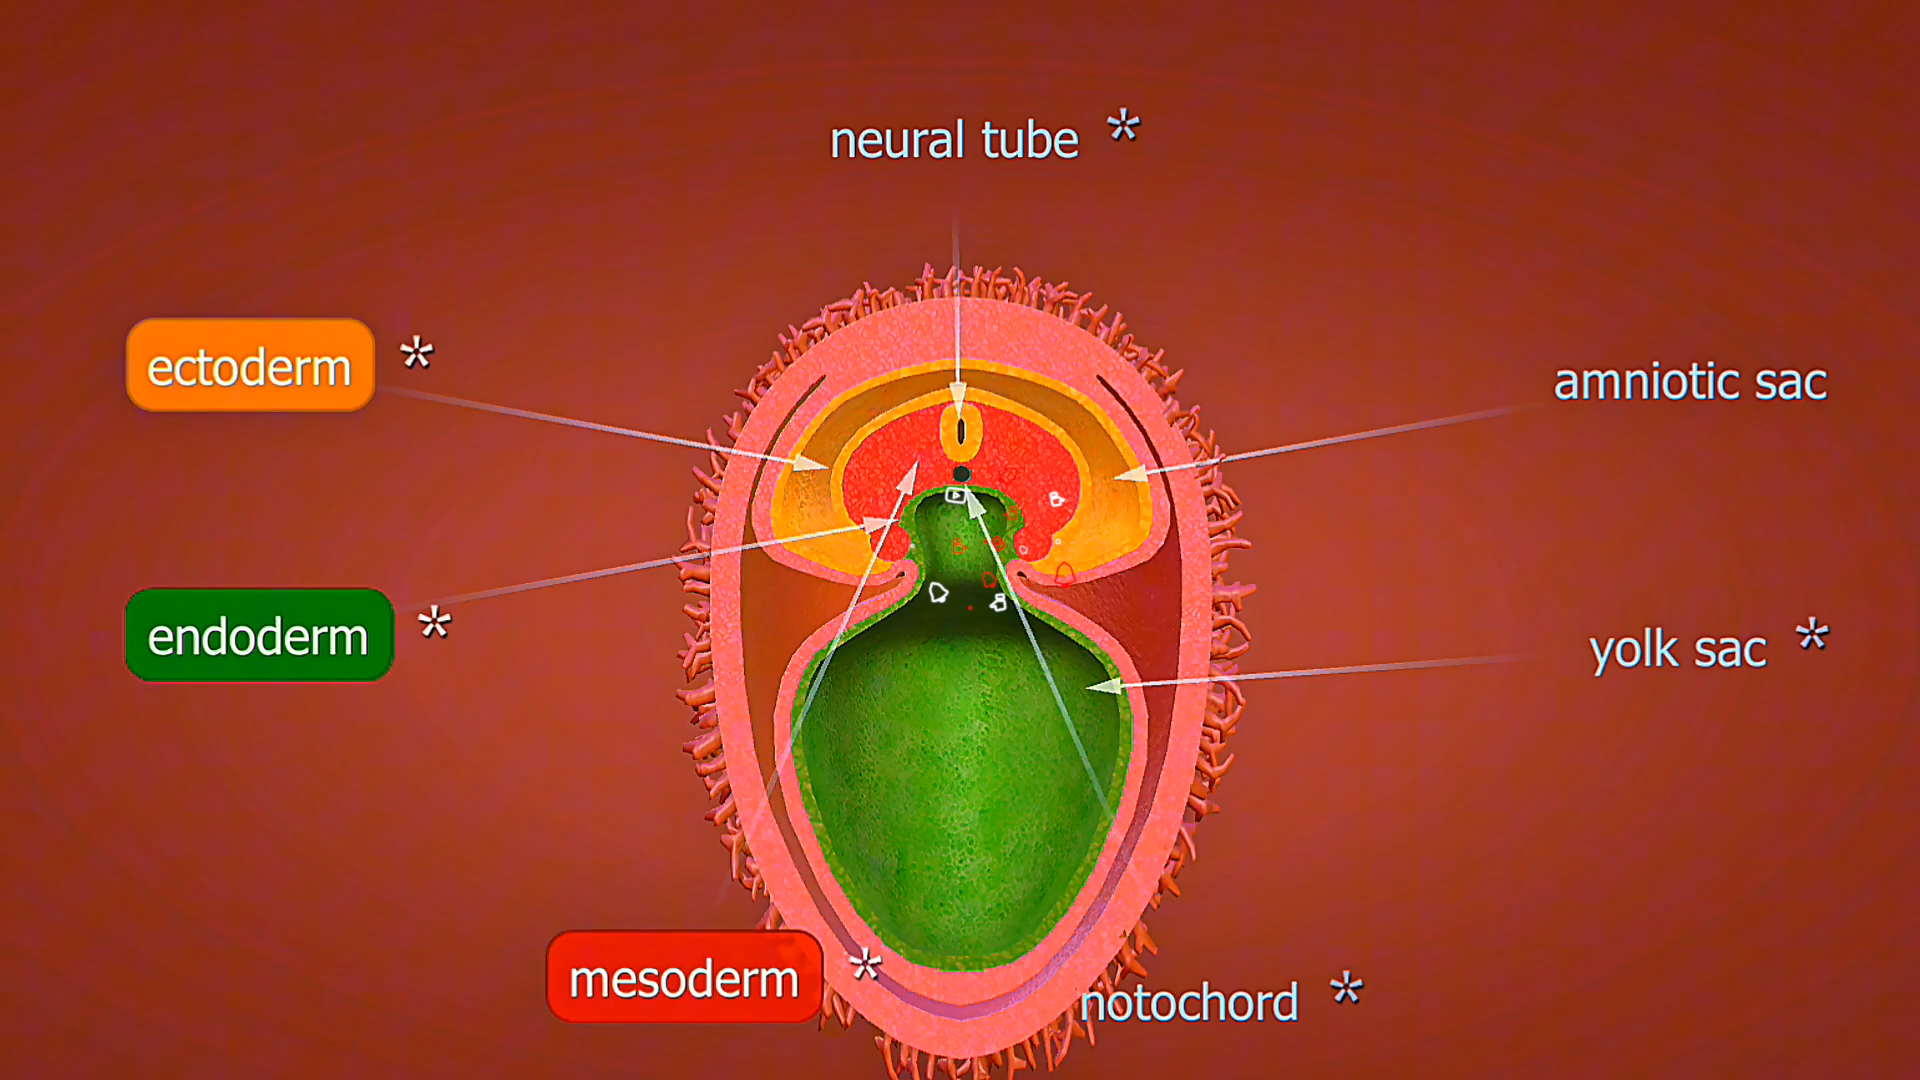 neural tube *
ectoderm *
amniotic sac
endoderm *
yolk sac *
mesoderm *
notochord *